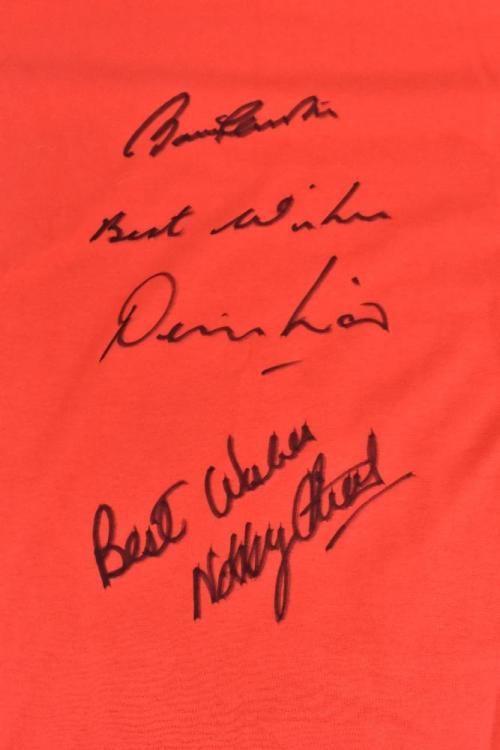 Best Wishes
Denis Law
Best Wishes
Nobby Stiles